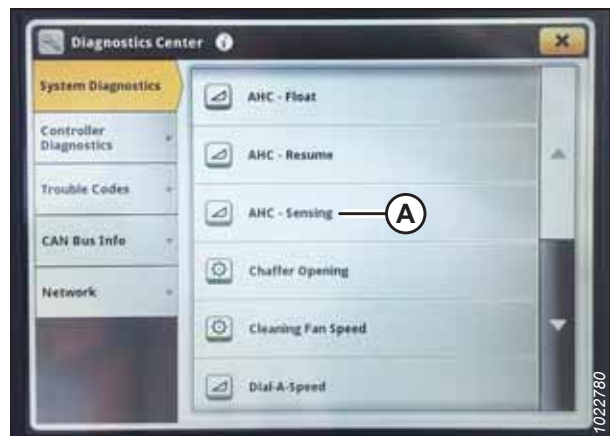 Diagnostics Center
System Diagnostics
Controller
Diagnostics
Trouble Codes
CAN Bus Info
Network
AHC - Float
AHC - Resume
AHC - Sensing
A
Chaffer Opening
Cleaning Fan Speed
Dial-A-Speed
1022780